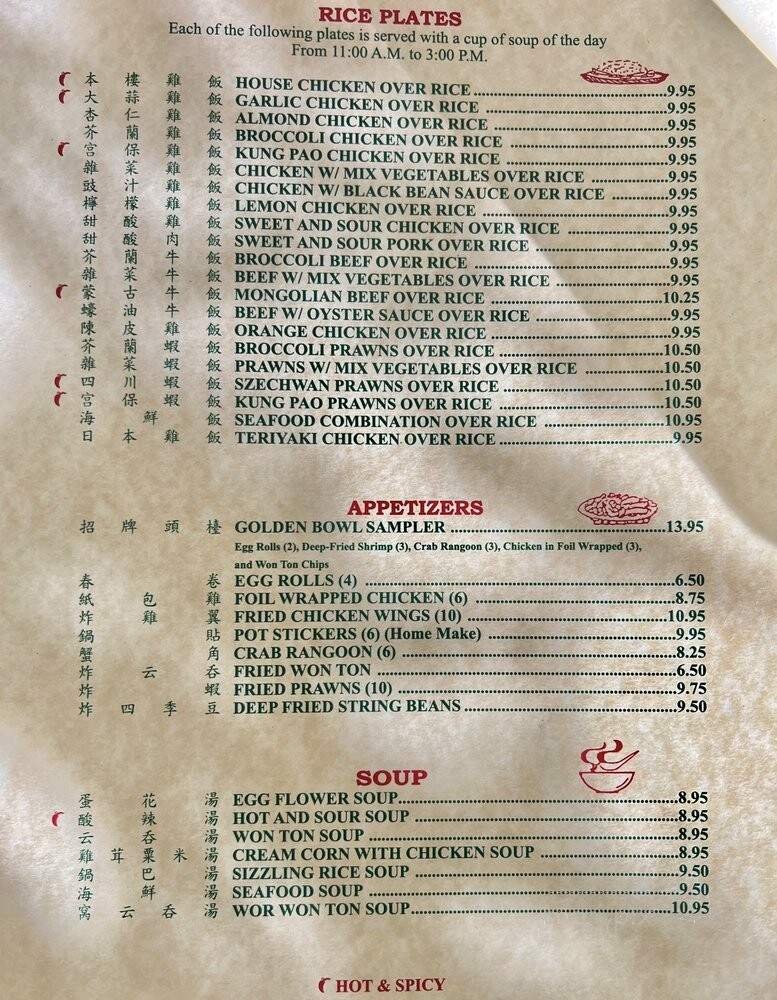 RICE PLATES
Each of the following plates is served with a cup of soup of the day
From 11:00 A.M. to 3:00 P.M.
本樓雞飯 HOUSE CHICKEN OVER RICE 9.95
大蒜雞飯 GARLIC CHICKEN OVER RICE 9.95
杏仁雞飯 ALMOND CHICKEN OVER RICE 9.95
芥蘭雞飯 BROCCOLI CHICKEN OVER RICE 9.95
宮保雞飯 KUNG PAO CHICKEN OVER RICE 9.95
雜菜雞飯 CHICKEN W/ MIX VEGETABLES OVER RICE 9.95
豉汁雞飯 CHICKEN W/ BLACK BEAN SAUCE OVER RICE 9.95
檸檬雞飯 LEMON CHICKEN OVER RICE 9.95
甜酸雞飯 SWEET AND SOUR CHICKEN OVER RICE 9.95
甜酸肉飯 SWEET AND SOUR PORK OVER RICE 9.95
芥蘭牛飯 BROCCOLI BEEF OVER RICE 9.95
雜菜牛飯 BEEF W/ MIX VEGETABLES OVER RICE 9.95
蒙古牛飯 MONGOLIAN BEEF OVER RICE 10.25
蠔油牛飯 BEEF W/ OYSTER SAUCE OVER RICE 9.95
陳皮雞飯 ORANGE CHICKEN OVER RICE 9.95
芥蘭蝦飯 BROCCOLI PRAWNS OVER RICE 10.50
雜菜蝦飯 PRAWNS W/ MIX VEGETABLES OVER RICE 10.50
四川蝦飯 SZECHWAN PRAWNS OVER RICE 10.50
宮保蝦飯 KUNG PAO PRAWNS OVER RICE 10.50
海鮮飯 SEAFOOD COMBINATION OVER RICE 10.95
日本雞飯 TERIYAKI CHICKEN OVER RICE 9.95
APPETIZERS
招牌頭檯 GOLDEN BOWL SAMPLER 13.95
Egg Rolls (2), Deep-Fried Shrimp (3), Crab Rangoon (3), Chicken in Foil Wrapped (3),
and Won Ton Chips
春卷 EGG ROLLS (4) 6.50
紙包雞 FOIL WRAPPED CHICKEN (6) 8.75
炸雞翼 FRIED CHICKEN WINGS (10) 10.95
鍋貼 POT STICKERS (6) (Home Make) 9.95
蟹角 CRAB RANGOON (6) 8.25
炸云吞 FRIED WON TON 6.50
炸蝦 FRIED PRAWNS (10) 9.75
炸四季豆 DEEP FRIED STRING BEANS 9.50
SOUP
蛋花湯 EGG FLOWER SOUP 8.95
酸辣湯 HOT AND SOUR SOUP 8.95
云吞湯 WON TON SOUP 8.95
雞茸粟米湯 CREAM CORN WITH CHICKEN SOUP 8.95
鍋巴湯 SIZZLING RICE SOUP 9.50
海鮮湯 SEAFOOD SOUP 9.50
窝云吞湯 WOR WON TON SOUP 10.95
HOT & SPICY